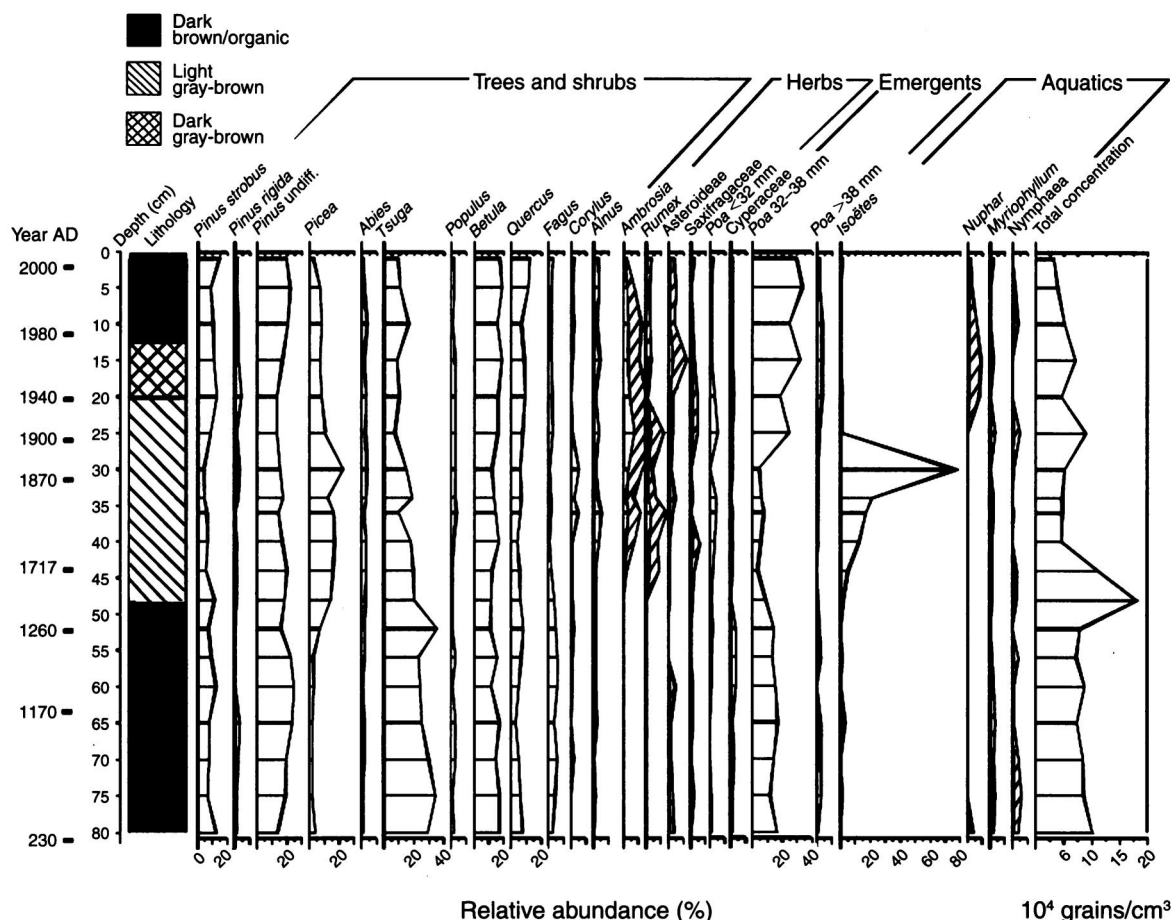 Dark
brown/organic
Light
gray-brown
Dark
gray-brown
Trees and shrubs
Herbs
Emergents
Aquatics
Year AD
Depth (cm)
Lithology
Pinus strobus
Pinus rigida
Pinus undiff.
Picea
Abies
Tsuga
Populus
Betula
Quercus
Fagus
Corylus
Alnus
Ambrosia
Rumex
Asteroideae
Saxifragaceae
Poa <32 mm
Cyperaceae
Poa 32–38 mm
Poa >38 mm
Isoëtes
Nuphar
Myriophyllum
Nymphaea
Total concentration
0
2000
5
10
1980
15
1940
20
25
1900
30
1870
35
40
1717
45
50
1260
55
60
1170
65
70
75
80
230
0 20 20 20 20 40 20 20 20 40 20 40 60 80 6 10 17 20
Relative abundance (%)
10⁴ grains/cm³